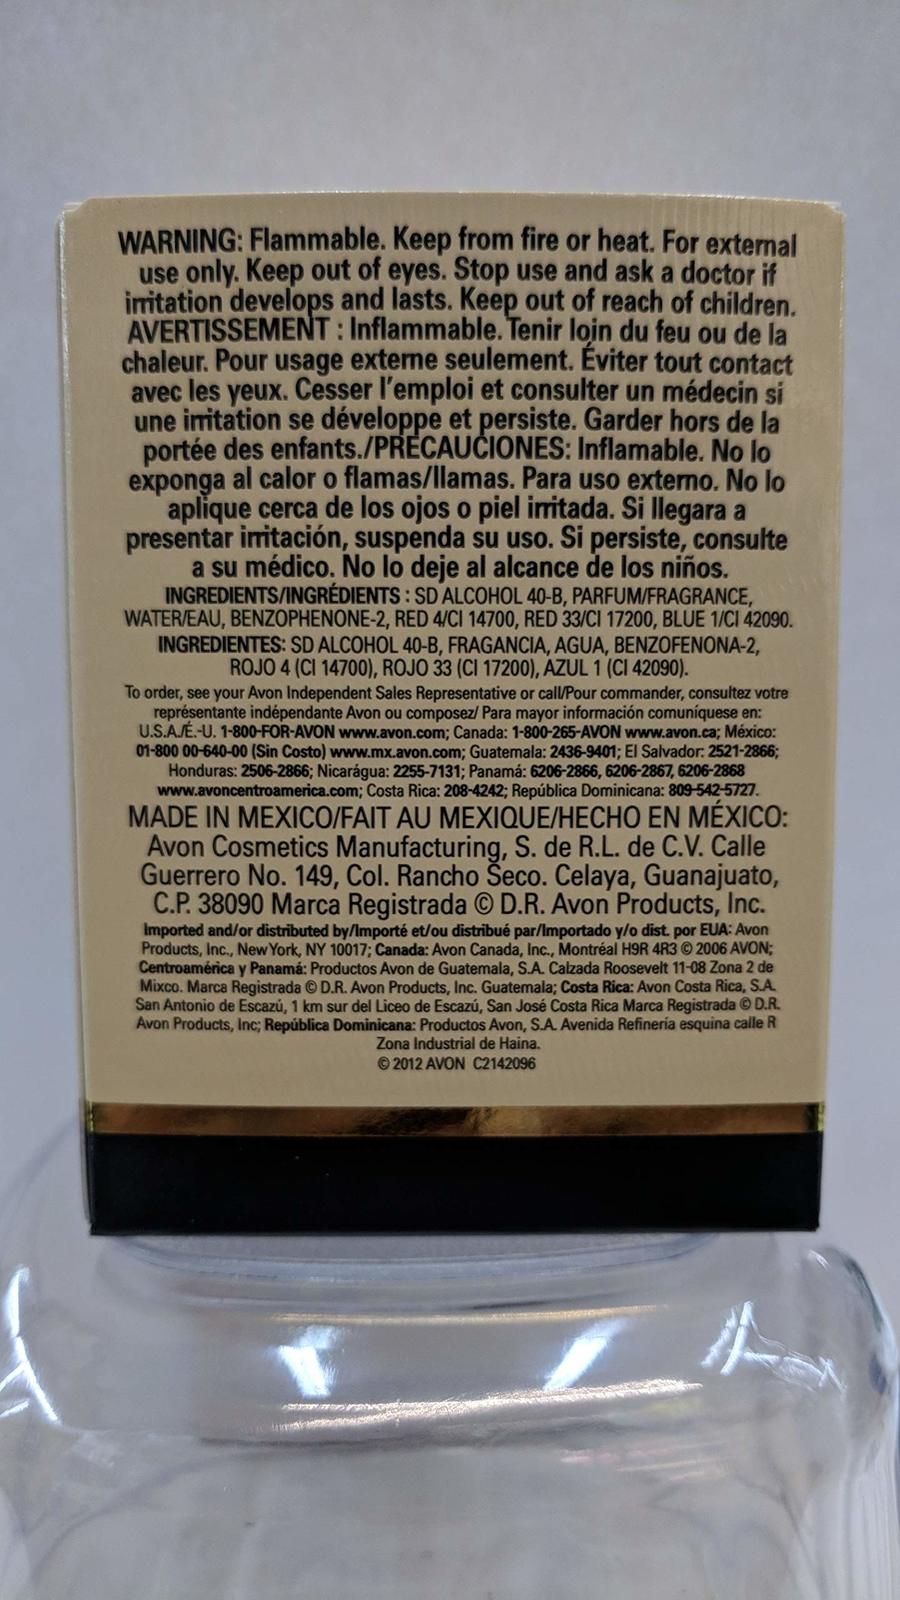 WARNING: Flammable. Keep from fire or heat. For external
use only. Keep out of eyes. Stop use and ask a doctor if
irritation develops and lasts. Keep out of reach of children.
AVERTISSEMENT : Inflammable. Tenir loin du feu ou de la
chaleur. Pour usage externe seulement. Éviter tout contact
avec les yeux. Cesser l'emploi et consulter un médecin si
une irritation se développe et persiste. Garder hors de la
portée des enfants./PRECAUCIONES: Inflamable. No lo
exponga al calor o flamas/llamas. Para uso externo. No lo
aplique cerca de los ojos o piel irritada. Si llegara a
presentar irritación, suspenda su uso. Si persiste, consulte
a su médico. No lo deje al alcance de los niños.
INGREDIENTS/INGRÉDIENTS : SD ALCOHOL 40-B, PARFUM/FRAGRANCE,
WATER/EAU, BENZOPHENONE-2, RED 4/CI 14700, RED 33/CI 17200, BLUE 1/CI 42090.
INGREDIENTES: SD ALCOHOL 40-B, FRAGANCIA, AGUA, BENZOFENONA-2,
ROJO 4 (CI 14700), ROJO 33 (CI 17200), AZUL 1 (CI 42090).
To order, see your Avon Independent Sales Representative or call/Pour commander, consultez votre
représentante indépendante Avon ou composez/ Para mayor información comuníquese en:
U.S.A./É.-U. 1-800-FOR-AVON www.avon.com; Canada: 1-800-265-AVON www.avon.ca; México:
01-800 00-640-00 (Sin Costo) www.mx.avon.com; Guatemala: 2436-9401; El Salvador: 2521-2866;
Honduras: 2506-2866; Nicarágua: 2255-7131; Panamá: 6206-2866, 6206-2867, 6206-2868
www.avoncentroamerica.com; Costa Rica: 208-4242; República Dominicana: 809-542-5727.
MADE IN MEXICO/FAIT AU MEXIQUE/HECHO EN MÉXICO:
Avon Cosmetics Manufacturing, S. de R.L. de C.V. Calle
Guerrero No. 149, Col. Rancho Seco. Celaya, Guanajuato,
C.P. 38090 Marca Registrada © D.R. Avon Products, Inc.
Imported and/or distributed by/Importé et/ou distribué par/Importado y/o dist. por EUA: Avon
Products, Inc., New York, NY 10017; Canada: Avon Canada, Inc., Montréal H9R 4R3 © 2006 AVON;
Centroamérica y Panamá: Productos Avon de Guatemala, S.A. Calzada Roosevelt 11-08 Zona 2 de
Mixco. Marca Registrada © D.R. Avon Products, Inc. Guatemala; Costa Rica: Avon Costa Rica, S.A.
San Antonio de Escazú, 1 km sur del Liceo de Escazú, San José Costa Rica Marca Registrada © D.R.
Avon Products, Inc; República Dominicana: Productos Avon, S.A. Avenida Refinería esquina calle R
Zona Industrial de Haina.
© 2012 AVON C2142096